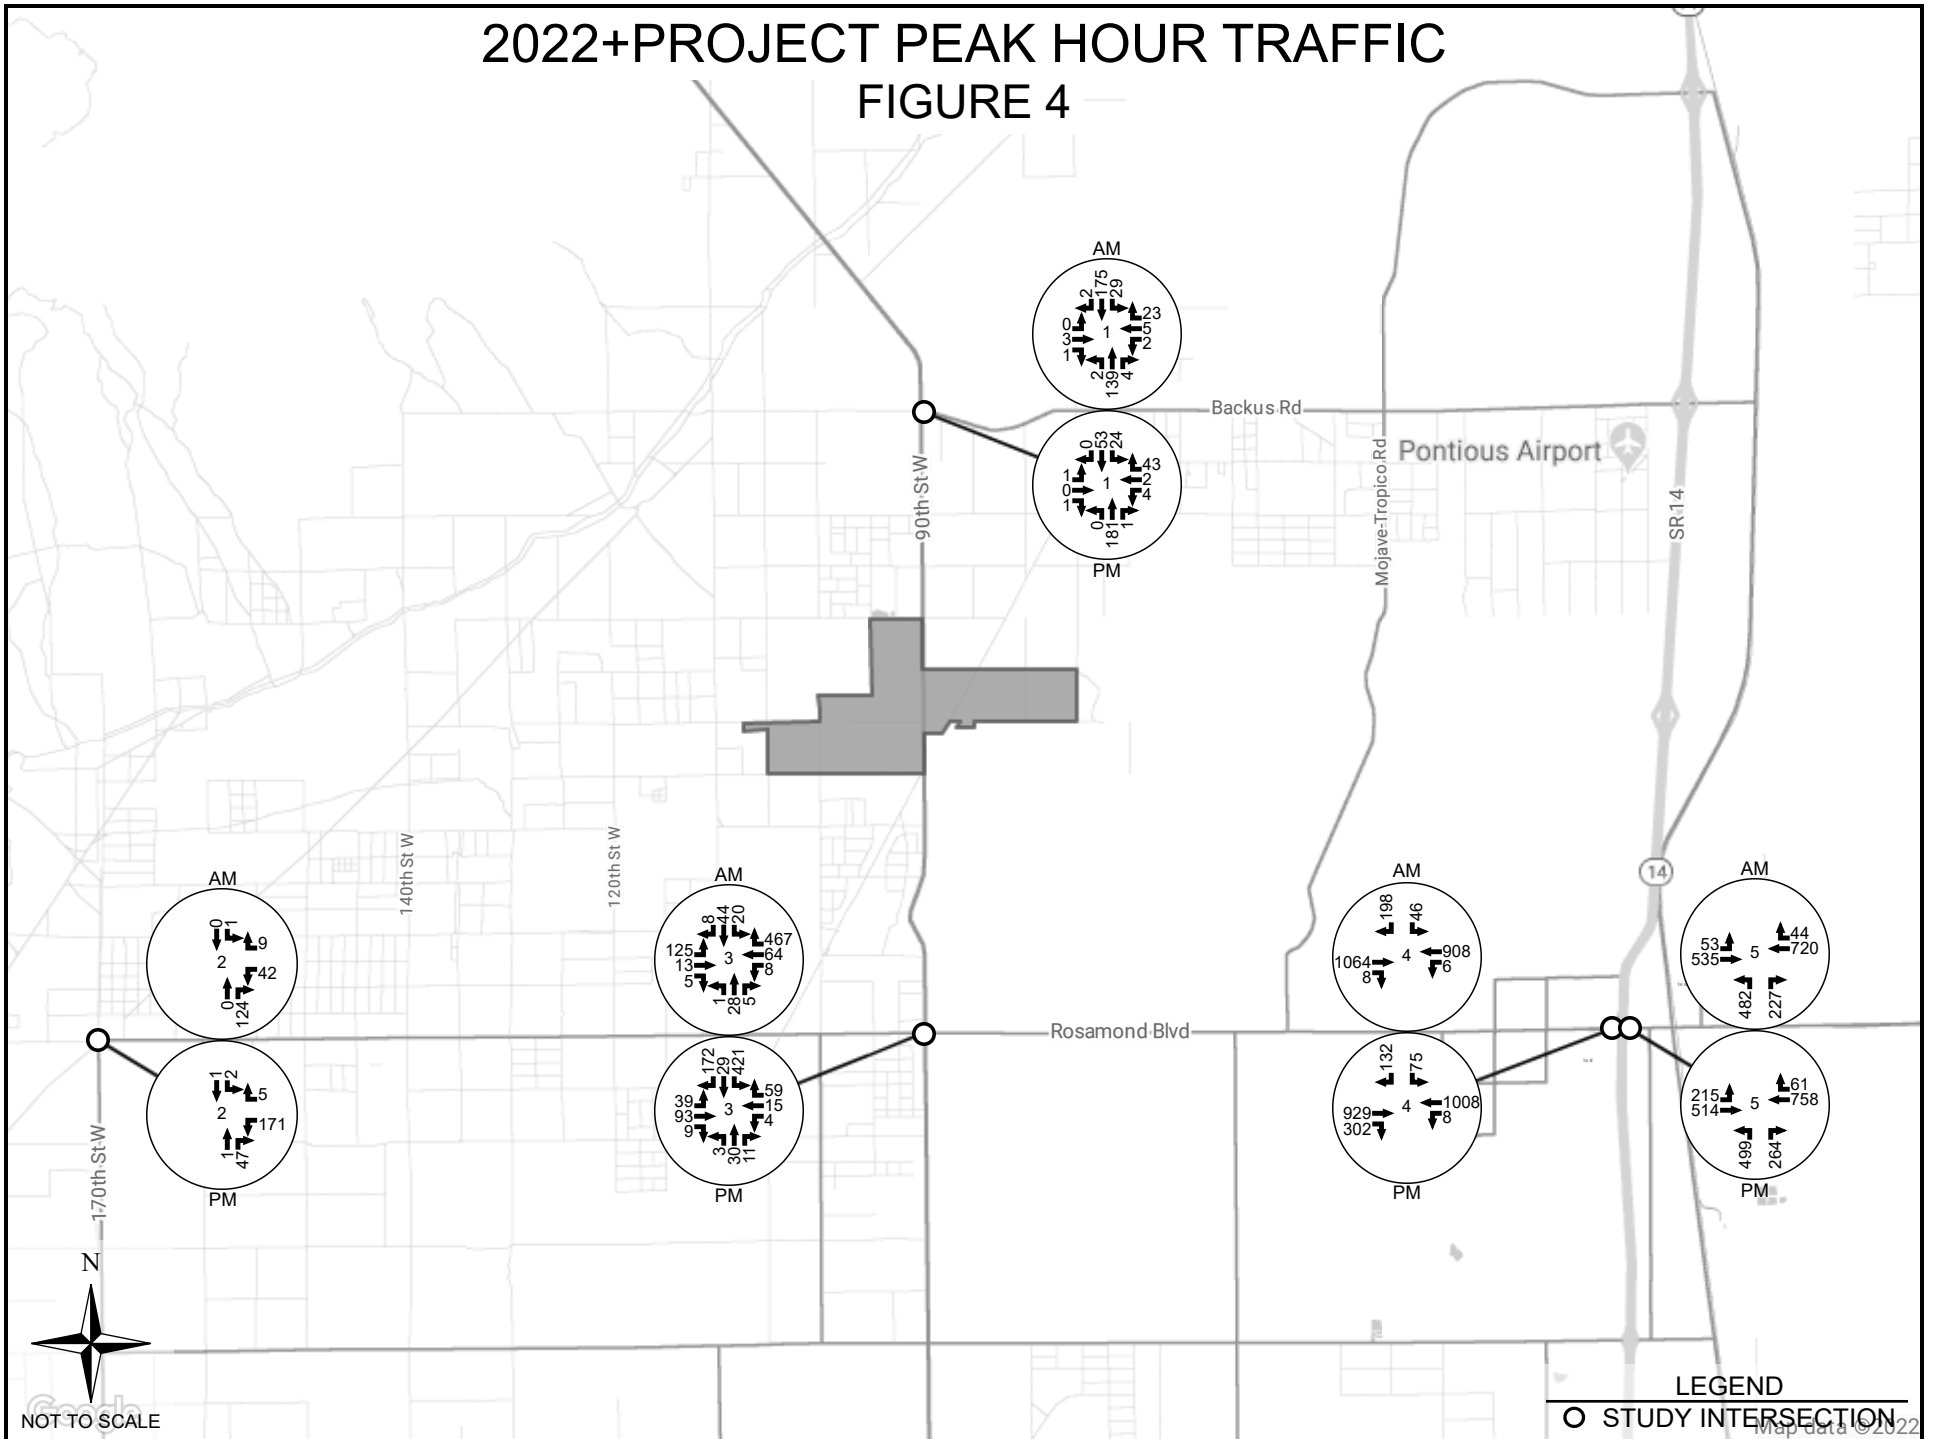 2022+PROJECT PEAK HOUR TRAFFIC
FIGURE 4
AM
2 175 29
0 23
3 1 5
1 2
2 139 4
Backus Rd
Pontious Airport
90th St W
Mojave-Tropico Rd
SR 14
0 53 24
1 43
0 1 2
1 4
0 181 1
PM
140th St W
120th St W
14
AM
0 1
9
2
42
0 124
AM
8 44 20
125 467
13 3 64
5 8
1 28 5
AM
198 46
1064 4 908
8 6
AM
53 44
535 5 720
482 227
Rosamond Blvd
1 2
5
2
171
1 47
PM
172 29 421
39 59
93 3 15
9 4
3 30 11
PM
132 75
929 4 1008
302 8
PM
215 61
514 5 758
499 264
PM
170th St W
N
NOT TO SCALE
Google
LEGEND
STUDY INTERSECTION
Map data ©2022